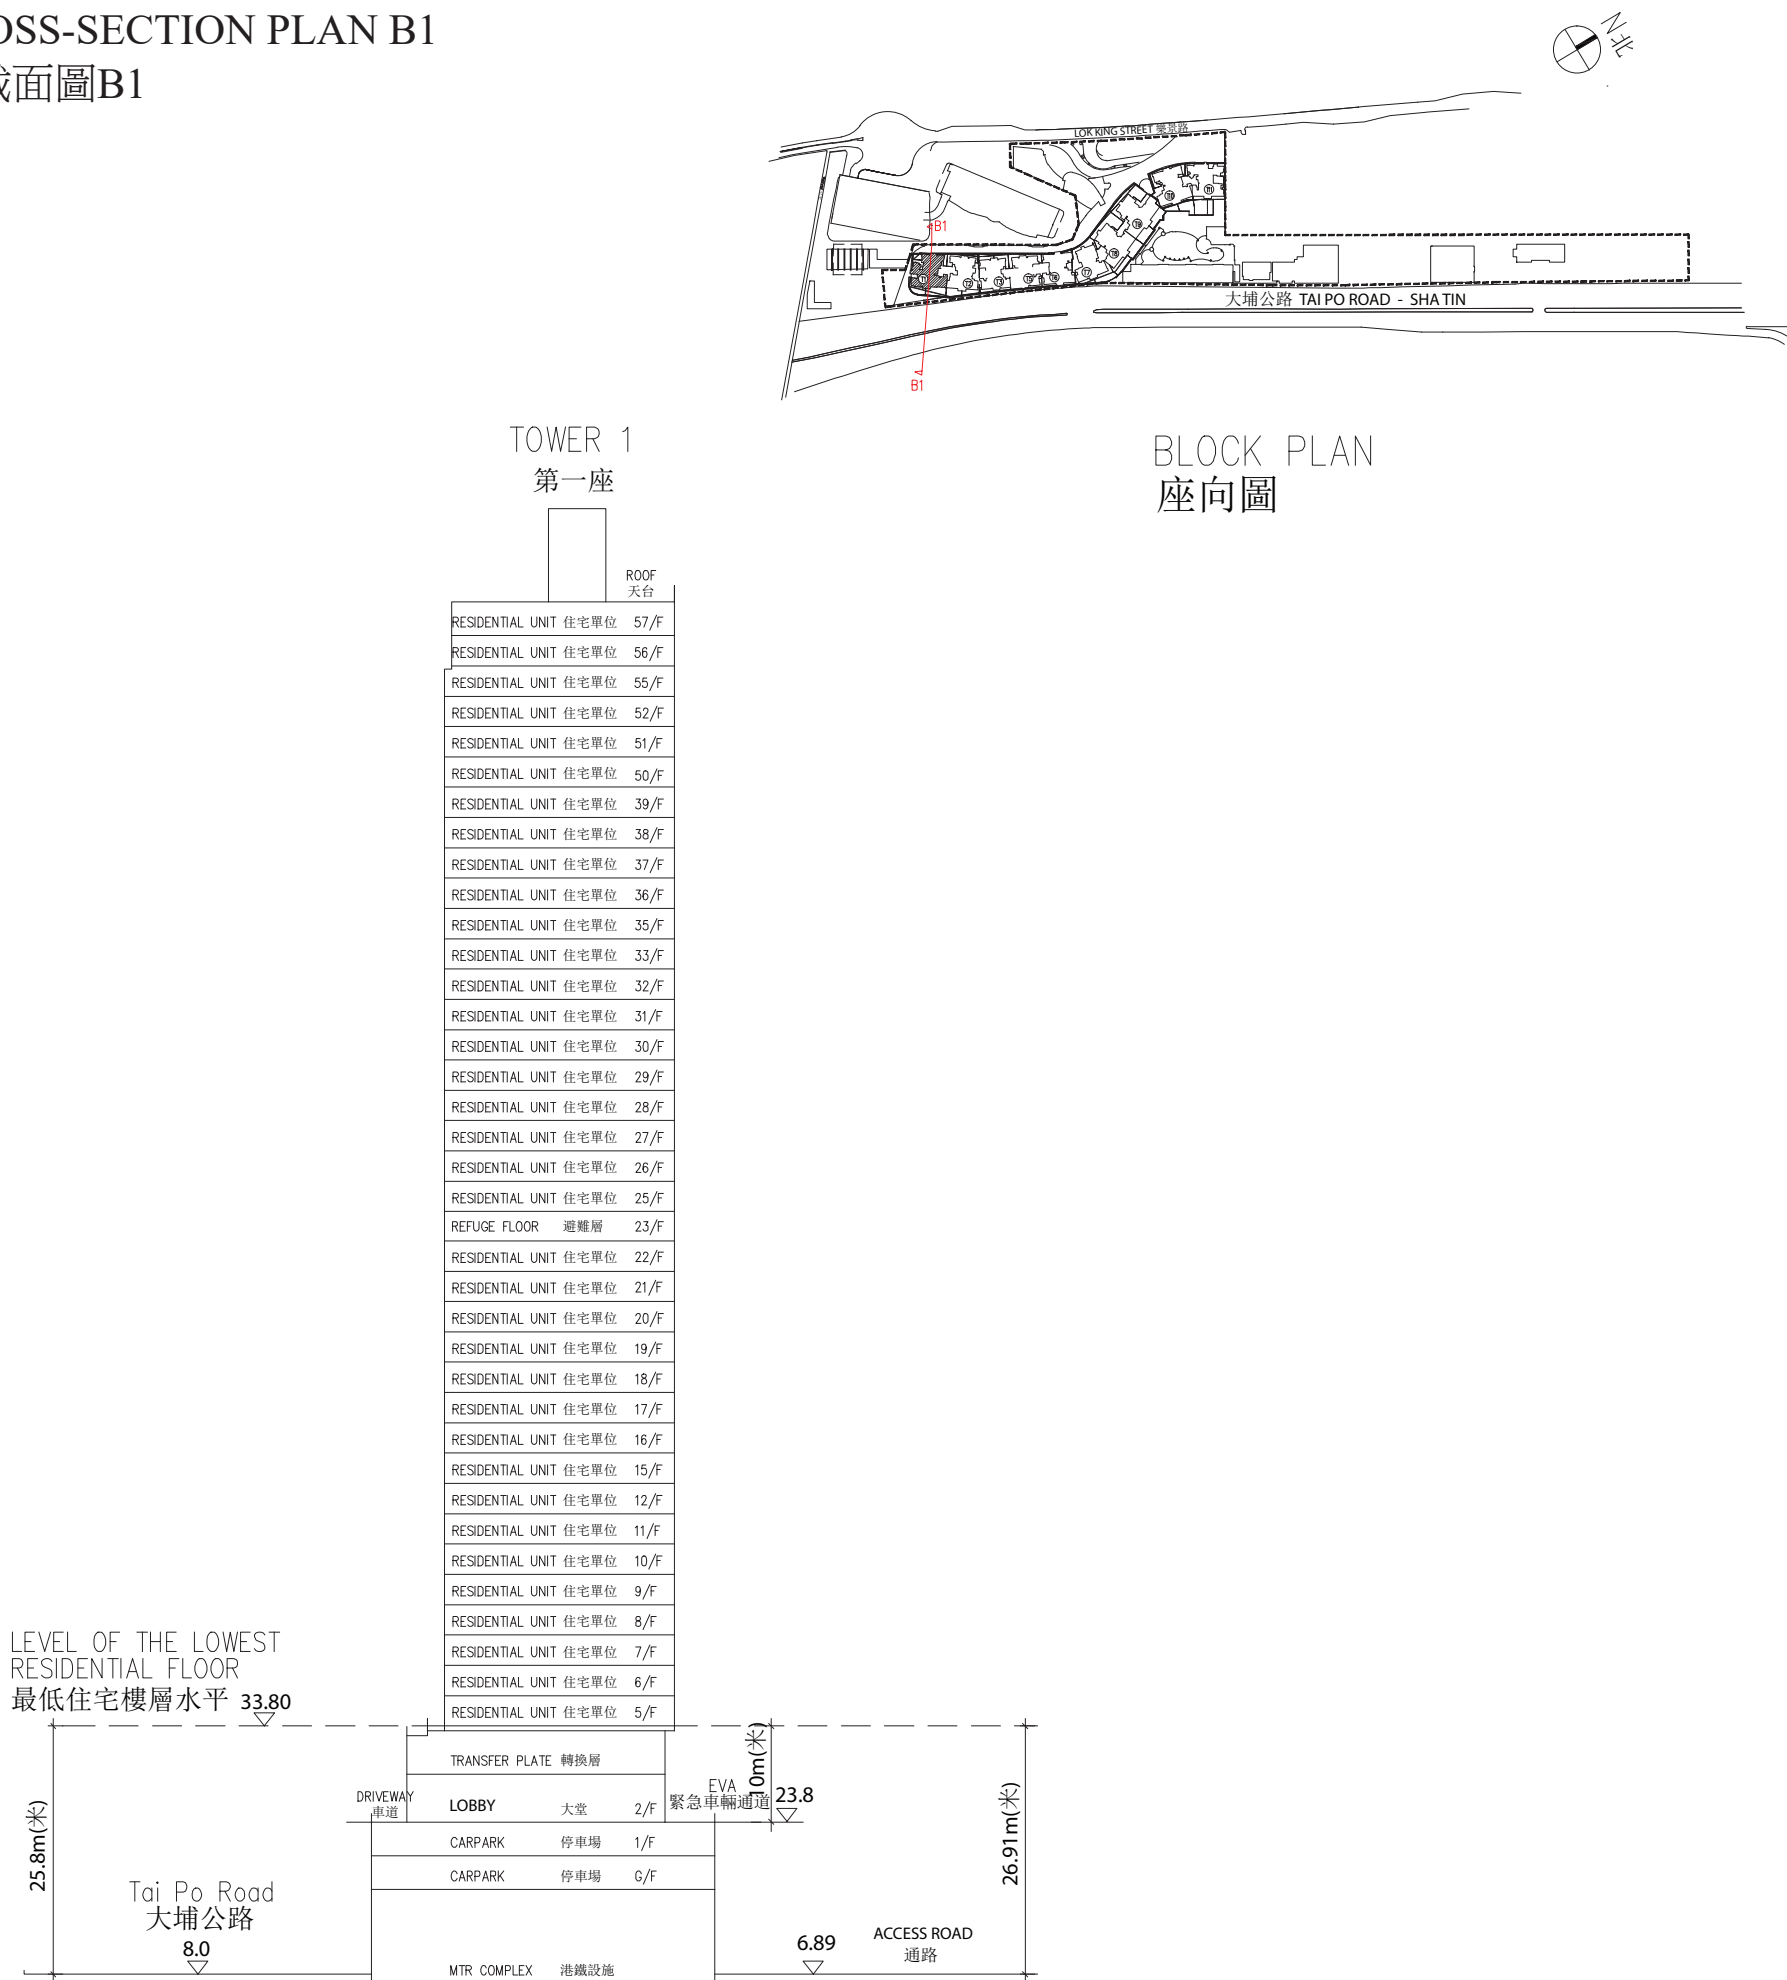 OSS-SECTION PLAN B1
截面圖B1
N 北
LOK KING STREET 樂景路
B1
T1
T2
T3
T5
T6
T7
T8
T9
T10
T11
大埔公路 TAI PO ROAD - SHA TIN
B1
BLOCK PLAN
座向圖
TOWER 1
第一座
ROOF
天台
RESIDENTIAL UNIT 住宅單位 57/F
RESIDENTIAL UNIT 住宅單位 56/F
RESIDENTIAL UNIT 住宅單位 55/F
RESIDENTIAL UNIT 住宅單位 52/F
RESIDENTIAL UNIT 住宅單位 51/F
RESIDENTIAL UNIT 住宅單位 50/F
RESIDENTIAL UNIT 住宅單位 39/F
RESIDENTIAL UNIT 住宅單位 38/F
RESIDENTIAL UNIT 住宅單位 37/F
RESIDENTIAL UNIT 住宅單位 36/F
RESIDENTIAL UNIT 住宅單位 35/F
RESIDENTIAL UNIT 住宅單位 33/F
RESIDENTIAL UNIT 住宅單位 32/F
RESIDENTIAL UNIT 住宅單位 31/F
RESIDENTIAL UNIT 住宅單位 30/F
RESIDENTIAL UNIT 住宅單位 29/F
RESIDENTIAL UNIT 住宅單位 28/F
RESIDENTIAL UNIT 住宅單位 27/F
RESIDENTIAL UNIT 住宅單位 26/F
RESIDENTIAL UNIT 住宅單位 25/F
REFUGE FLOOR 避難層 23/F
RESIDENTIAL UNIT 住宅單位 22/F
RESIDENTIAL UNIT 住宅單位 21/F
RESIDENTIAL UNIT 住宅單位 20/F
RESIDENTIAL UNIT 住宅單位 19/F
RESIDENTIAL UNIT 住宅單位 18/F
RESIDENTIAL UNIT 住宅單位 17/F
RESIDENTIAL UNIT 住宅單位 16/F
RESIDENTIAL UNIT 住宅單位 15/F
RESIDENTIAL UNIT 住宅單位 12/F
RESIDENTIAL UNIT 住宅單位 11/F
RESIDENTIAL UNIT 住宅單位 10/F
RESIDENTIAL UNIT 住宅單位 9/F
RESIDENTIAL UNIT 住宅單位 8/F
RESIDENTIAL UNIT 住宅單位 7/F
RESIDENTIAL UNIT 住宅單位 6/F
RESIDENTIAL UNIT 住宅單位 5/F
LEVEL OF THE LOWEST
RESIDENTIAL FLOOR
最低住宅樓層水平 33.80
TRANSFER PLATE 轉換層
DRIVEWAY
車道
LOBBY 大堂 2/F
EVA
緊急車輛通道
10m(米)
23.8
CARPARK 停車場 1/F
CARPARK 停車場 G/F
25.8m(米)
26.91m(米)
Tai Po Road
大埔公路
8.0
6.89
ACCESS ROAD
通路
MTR COMPLEX 港鐵設施